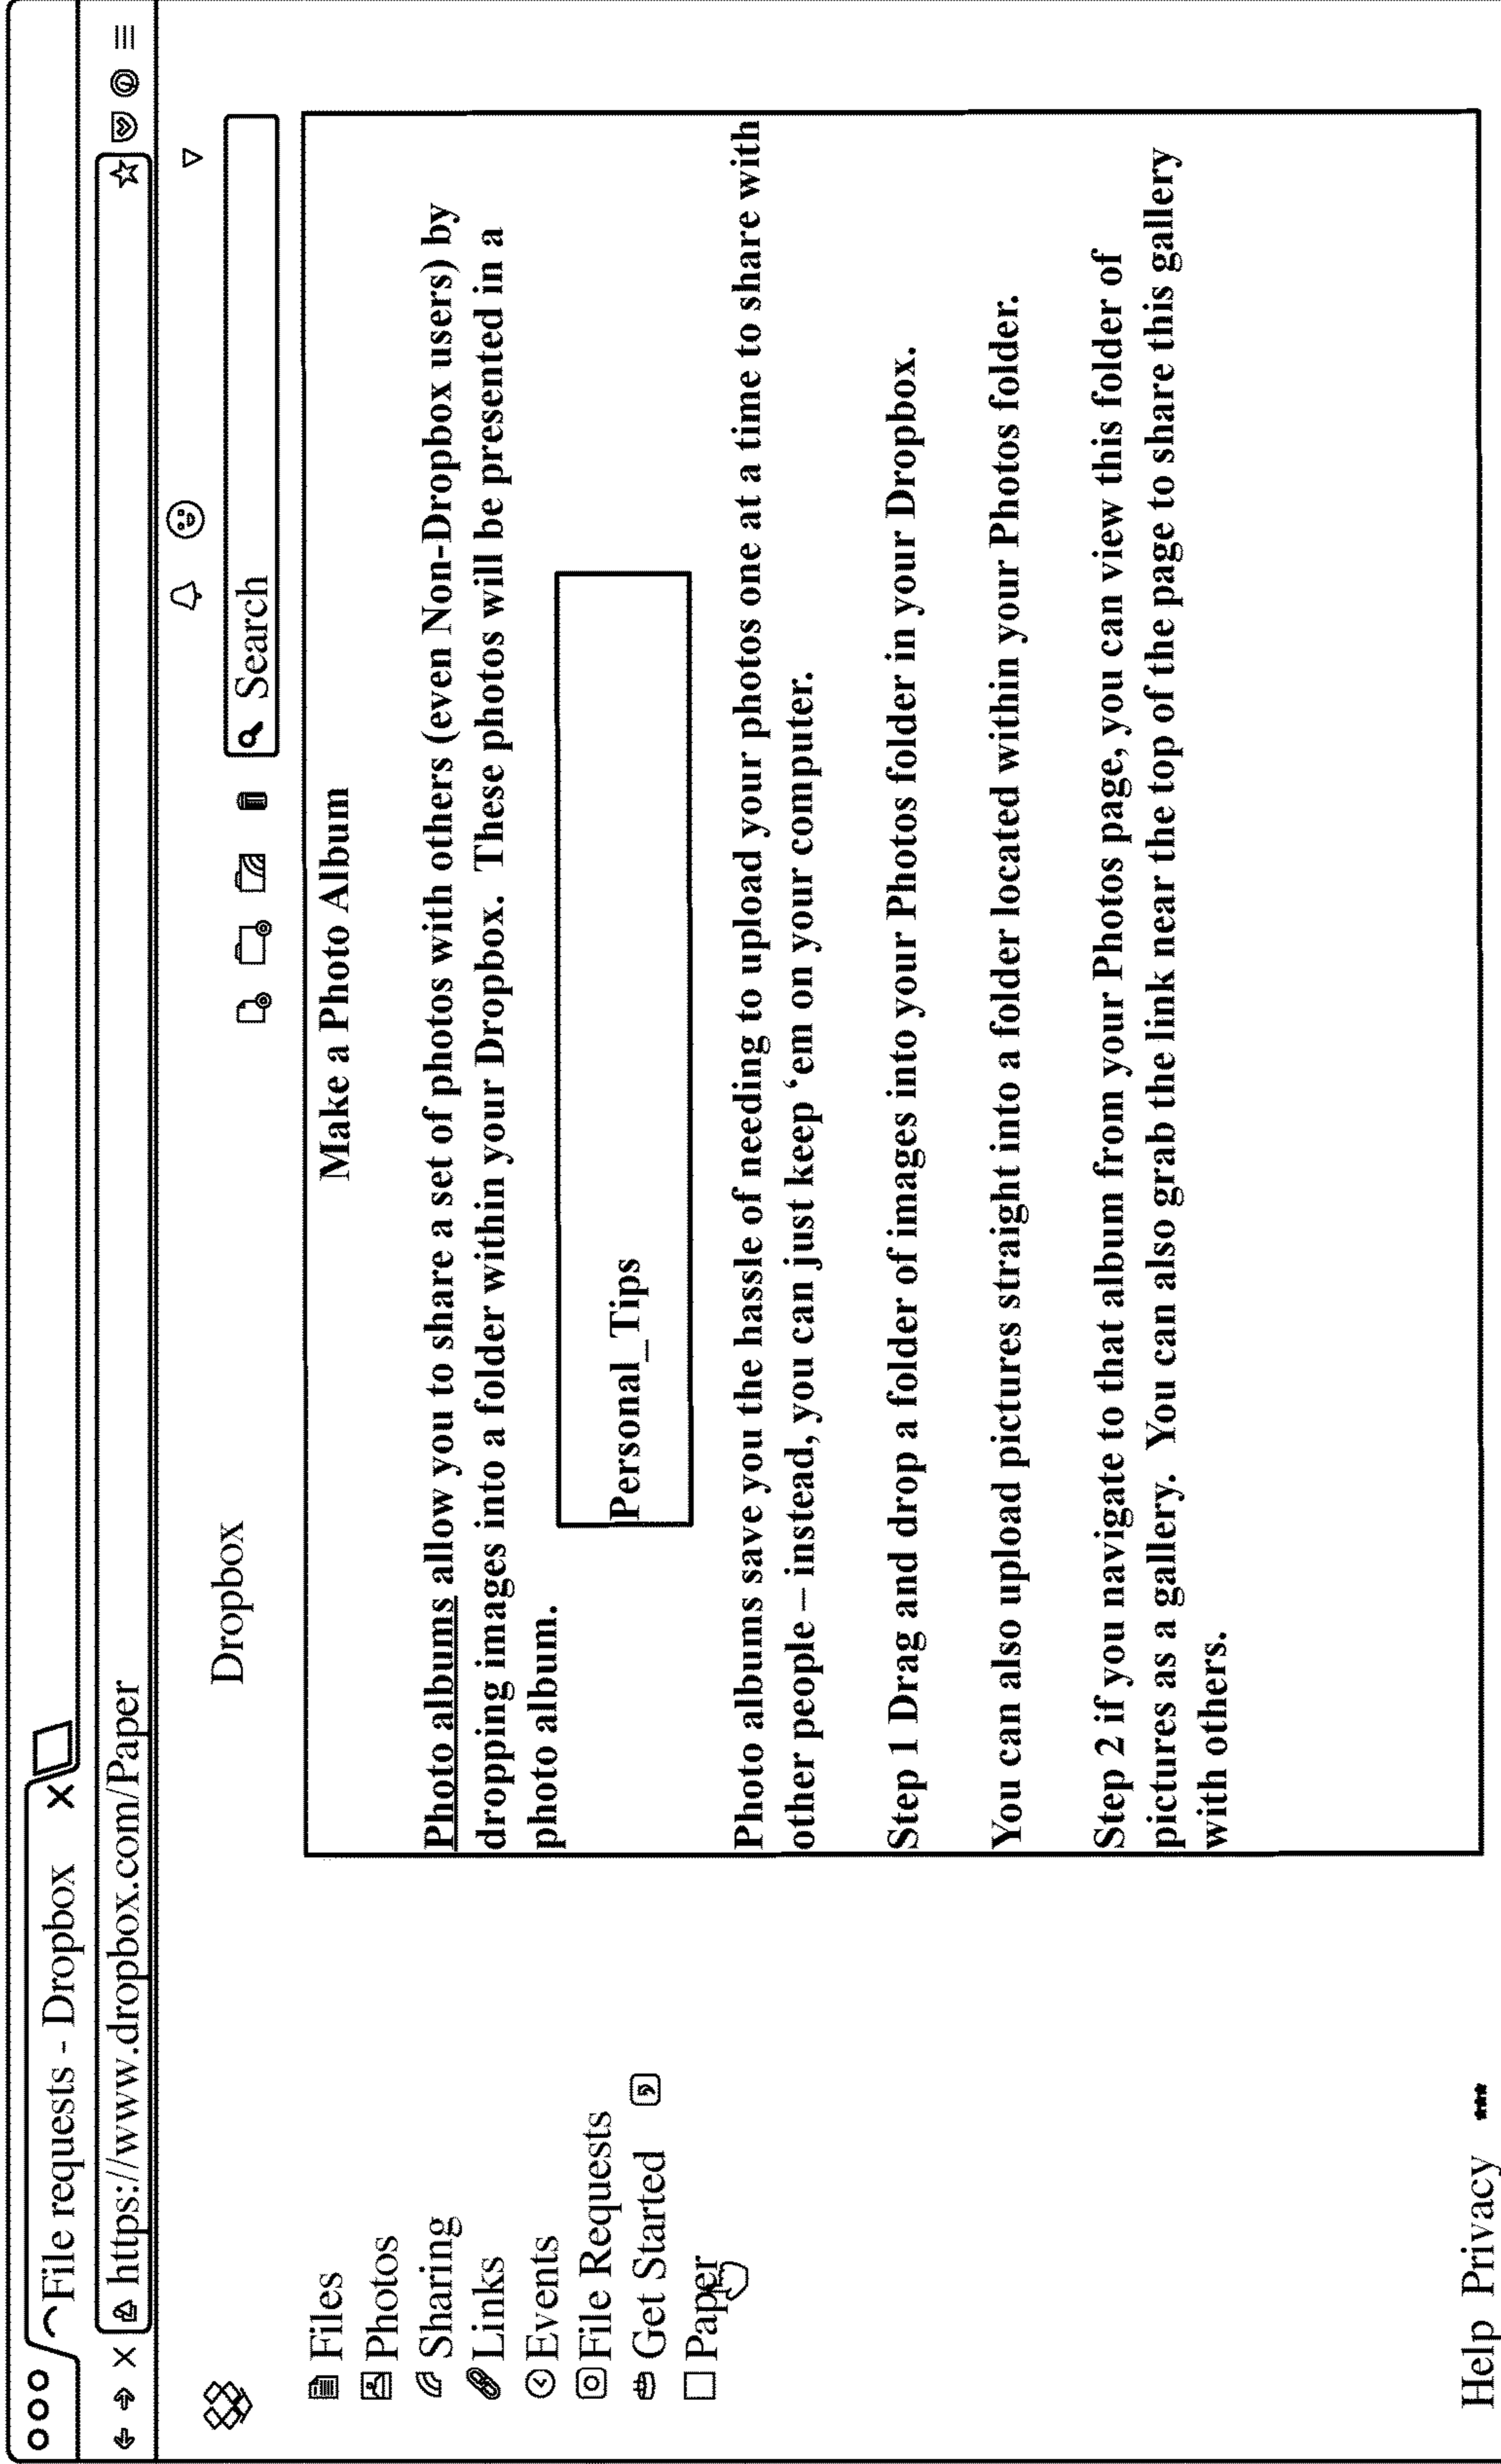 File requests - Dropbox
https://www.dropbox.com/Paper
Dropbox
Search
Files
Photos
Sharing
Links
Events
File Requests
Get Started
Paper
Make a Photo Album
Photo albums allow you to share a set of photos with others (even Non-Dropbox users) by
dropping images into a folder within your Dropbox. These photos will be presented in a
photo album.
Personal_Tips
Photo albums save you the hassle of needing to upload your photos one at a time to share with
other people – instead, you can just keep ‘em on your computer.
Step 1 Drag and drop a folder of images into your Photos folder in your Dropbox.
You can also upload pictures straight into a folder located within your Photos folder.
Step 2 if you navigate to that album from your Photos page, you can view this folder of
pictures as a gallery. You can also grab the link near the top of the page to share this gallery
with others.
Help Privacy